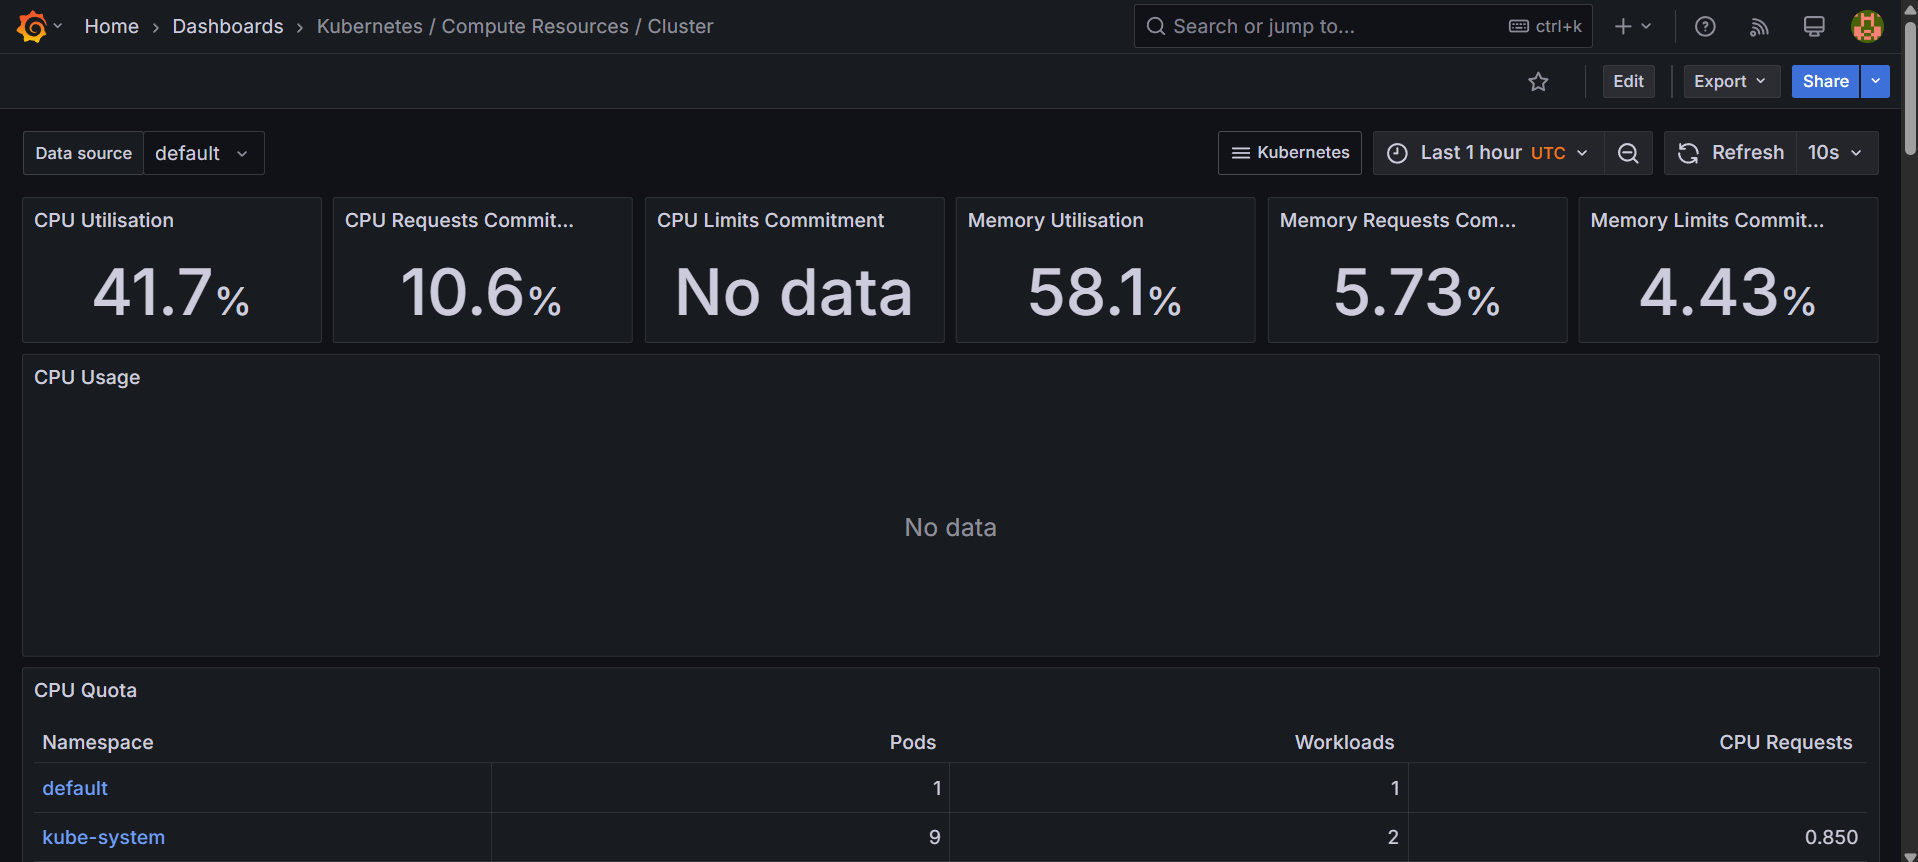 Home › Dashboards › Kubernetes / Compute Resources / Cluster
Search or jump to... ctrl+k
Edit Export Share
Data source default
Kubernetes Last 1 hour UTC Refresh 10s
CPU Utilisation
41.7%
CPU Requests Commit...
10.6%
CPU Limits Commitment
No data
Memory Utilisation
58.1%
Memory Requests Com...
5.73%
Memory Limits Commit...
4.43%
CPU Usage
No data
CPU Quota
Namespace Pods Workloads CPU Requests
default 1 1
kube-system 9 2 0.850